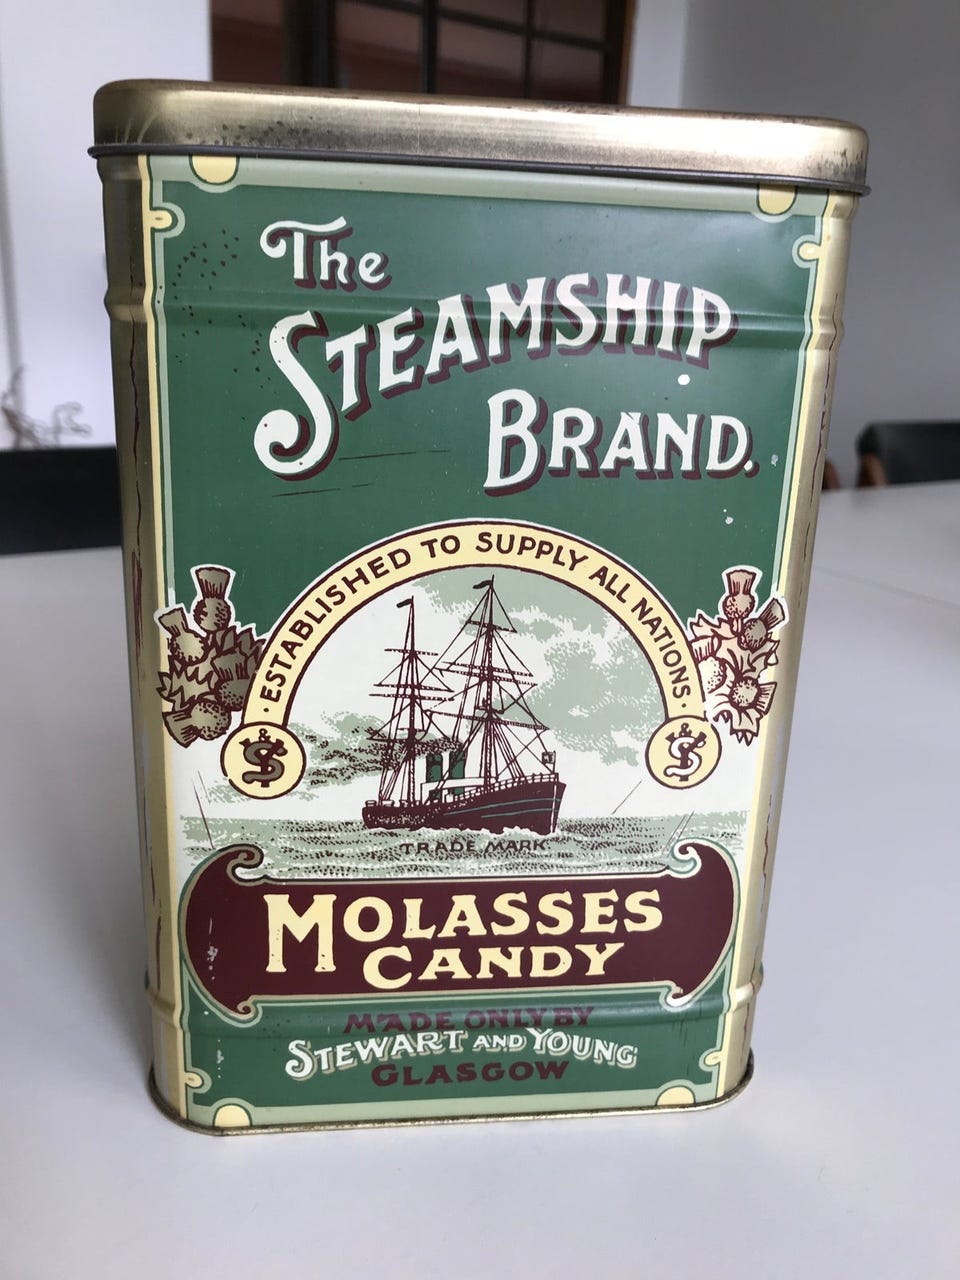 The
STEAMSHIP
BRAND.
· ESTABLISHED TO SUPPLY ALL NATIONS ·
TRADE MARK
MOLASSES
CANDY
MADE ONLY BY
STEWART AND YOUNG
GLASGOW